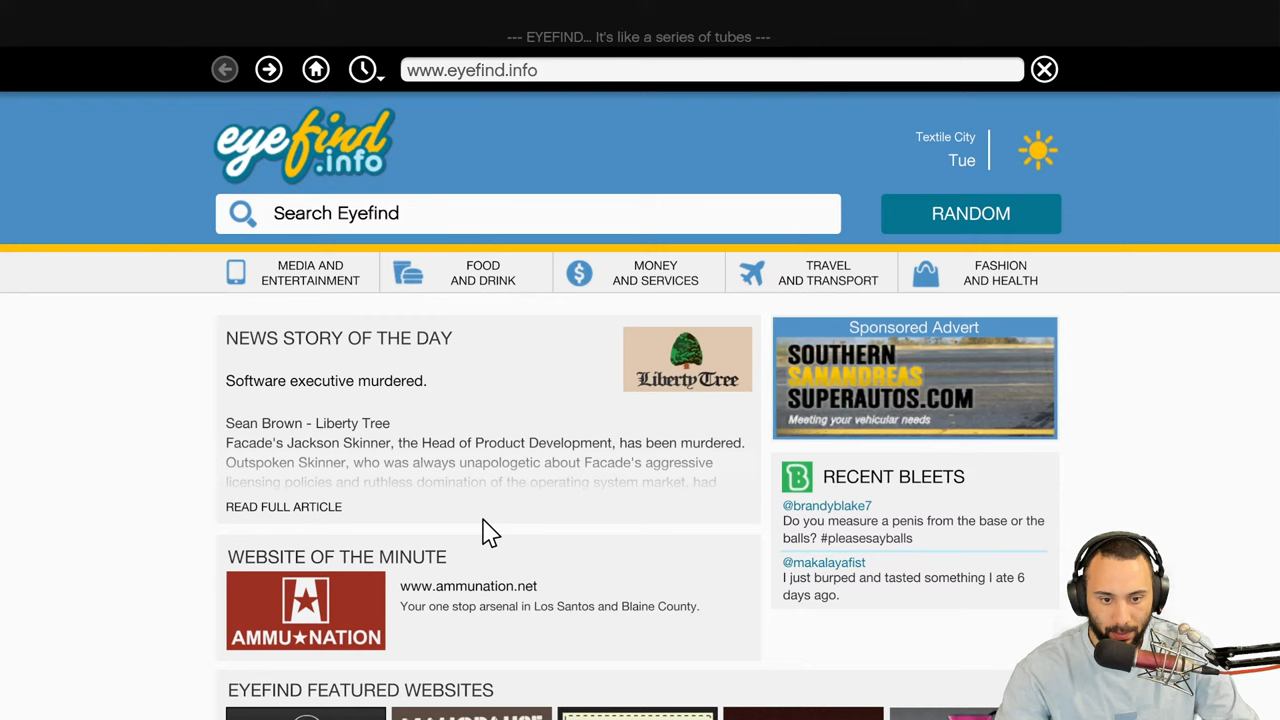 --- EYEFIND... It's like a series of tubes ---
www.eyefind.info
eyefind
.info
Textile City
Tue
Search Eyefind
RANDOM
MEDIA AND
ENTERTAINMENT
FOOD
AND DRINK
MONEY
AND SERVICES
TRAVEL
AND TRANSPORT
FASHION
AND HEALTH
NEWS STORY OF THE DAY
Liberty Tree
Software executive murdered.
Sean Brown - Liberty Tree
Facade's Jackson Skinner, the Head of Product Development, has been murdered.
Outspoken Skinner, who was always unapologetic about Facade's aggressive
licensing policies and ruthless domination of the operating system market, had
READ FULL ARTICLE
Sponsored Advert
SOUTHERN
SANANDREAS
SUPERAUTOS.COM
Meeting your vehicular needs
RECENT BLEETS
@brandyblake7
Do you measure a penis from the base or the
balls? #pleasesayballs
@makalayafist
I just burped and tasted something I ate 6
days ago.
WEBSITE OF THE MINUTE
AMMU★NATION
www.ammunation.net
Your one stop arsenal in Los Santos and Blaine County.
EYEFIND FEATURED WEBSITES